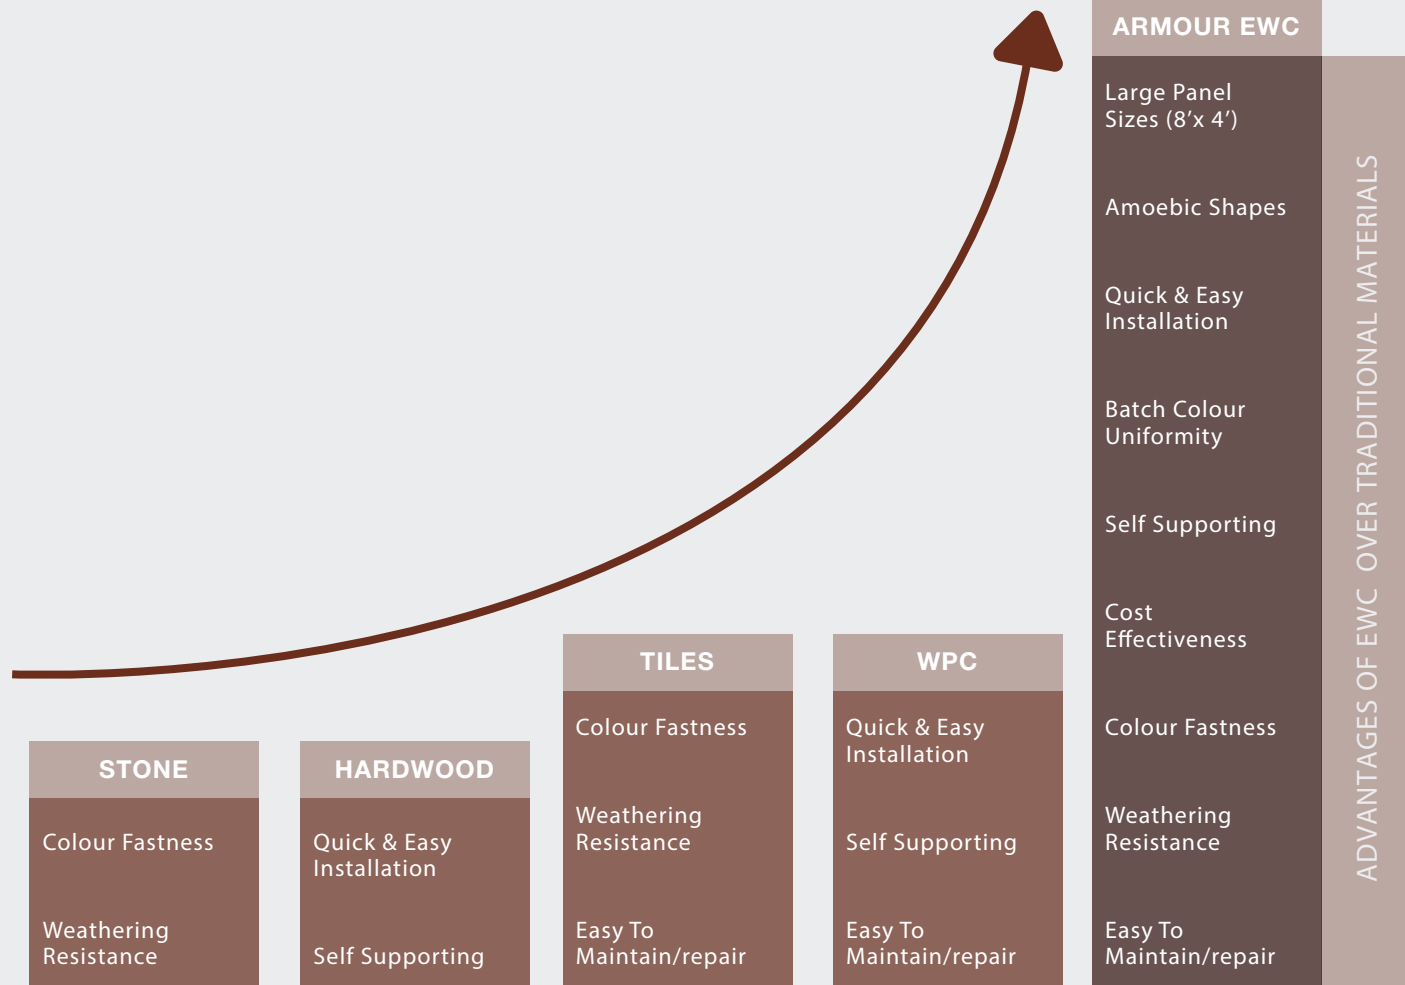 STONE
Colour Fastness
Weathering
Resistance
HARDWOOD
Quick & Easy
Installation
Self Supporting
TILES
Colour Fastness
Weathering
Resistance
Easy To
Maintain/repair
WPC
Quick & Easy
Installation
Self Supporting
Easy To
Maintain/repair
ARMOUR EWC
Large Panel
Sizes (8’x 4’)
Amoebic Shapes
Quick & Easy
Installation
Batch Colour
Uniformity
Self Supporting
Cost
Effectiveness
Colour Fastness
Weathering
Resistance
Easy To
Maintain/repair
ADVANTAGES OF EWC OVER TRADITIONAL MATERIALS